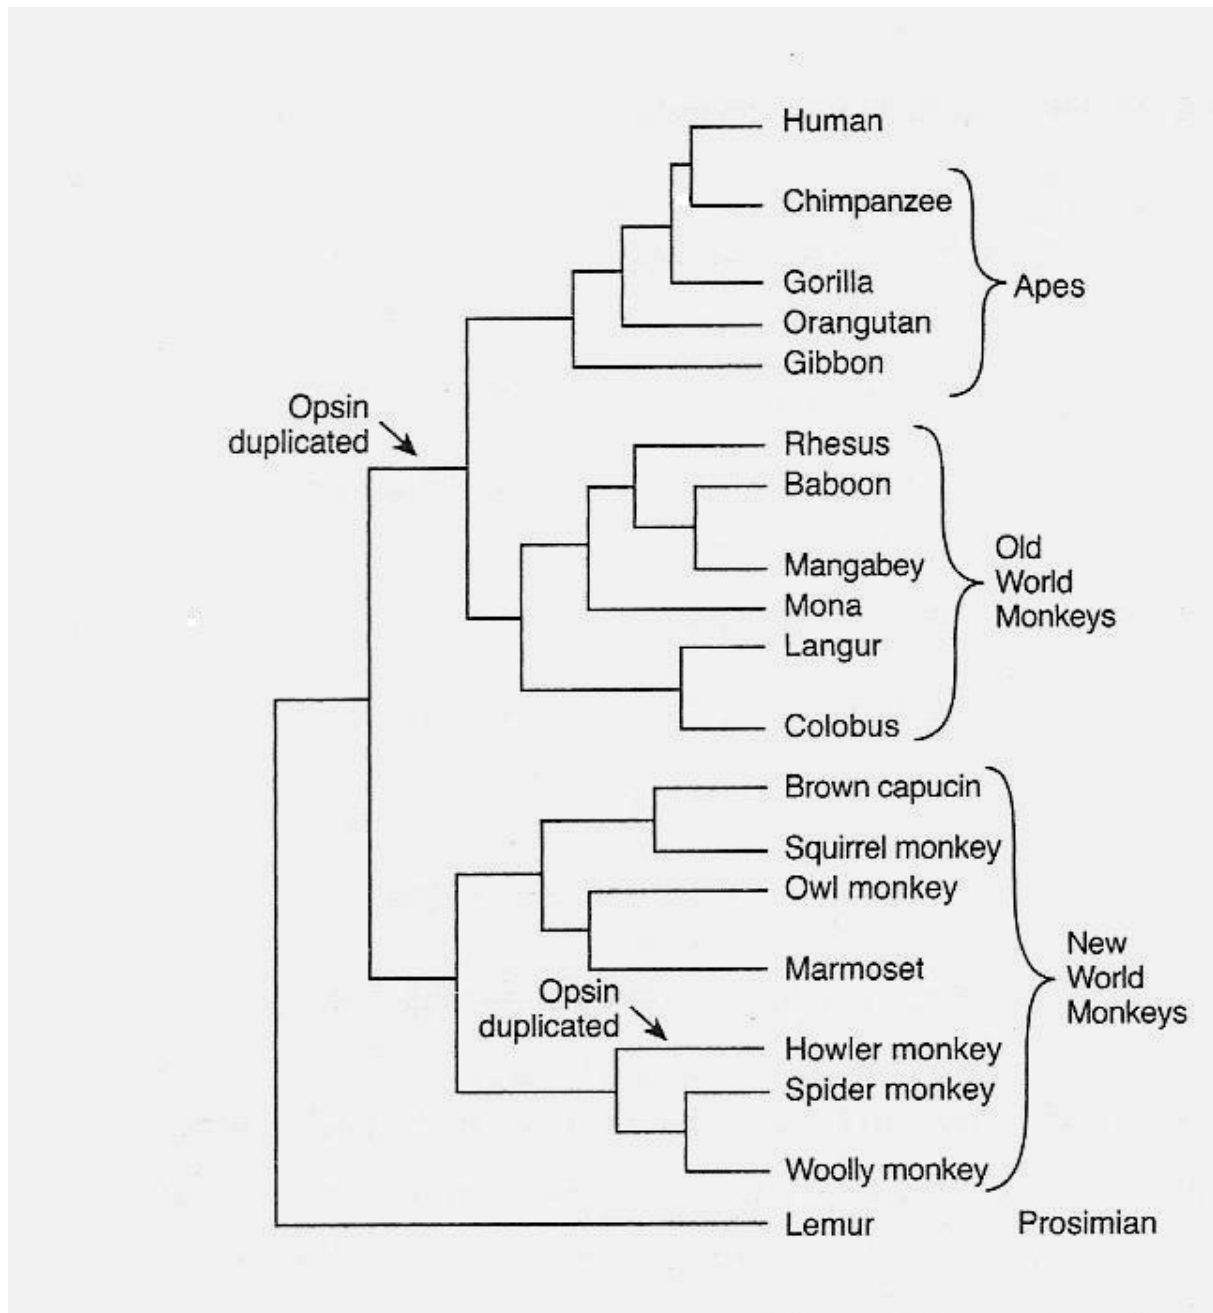 Human
Chimpanzee
Gorilla
Apes
Orangutan
Gibbon
Opsin
duplicated
Rhesus
Baboon
Mangabey
Mona
Langur
Colobus
Old
World
Monkeys
Brown capucin
Squirrel monkey
Owl monkey
Marmoset
Opsin
duplicated
Howler monkey
Spider monkey
Woolly monkey
New
World
Monkeys
Lemur
Prosimian